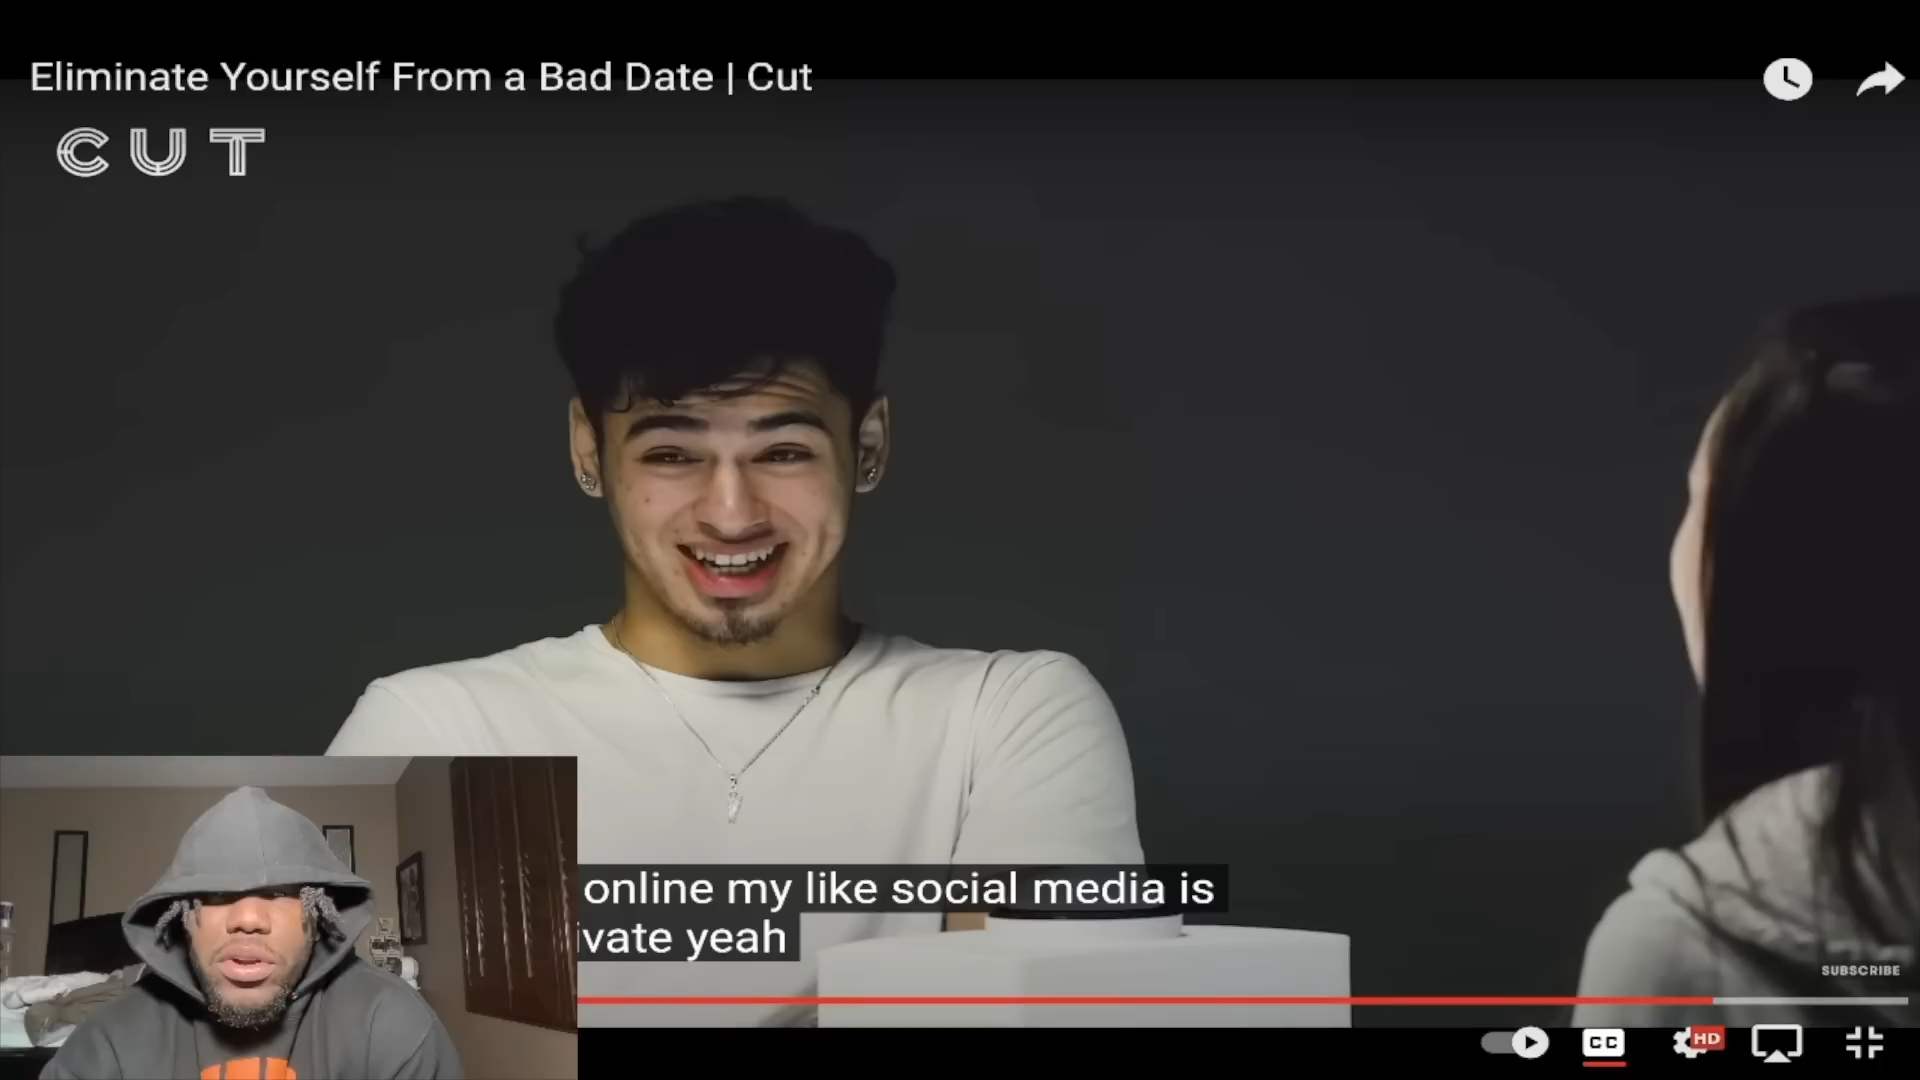 Eliminate Yourself From a Bad Date | Cut
CUT
online my like social media is
ivate yeah
SUBSCRIBE
CC
HD